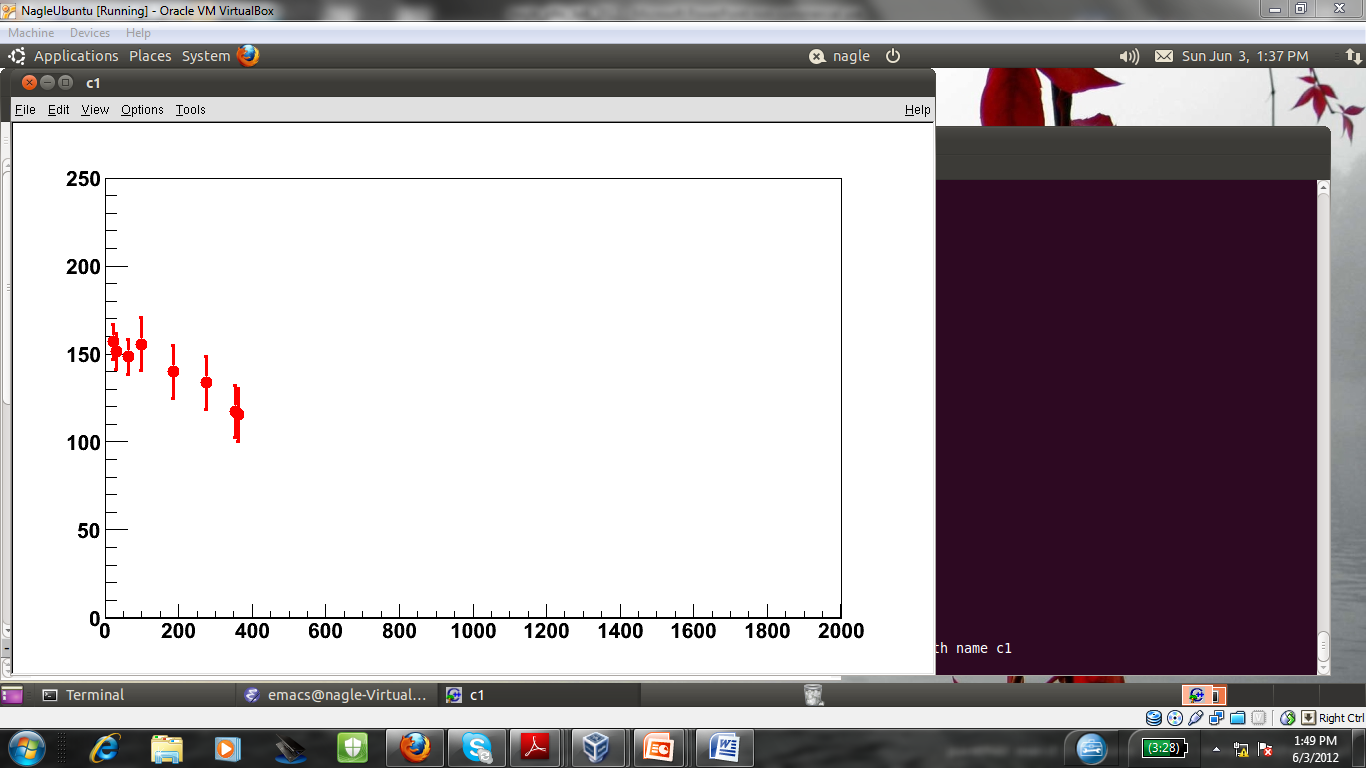 NagleUbuntu [Running] - Oracle VM VirtualBox
Machine Devices Help
Applications Places System nagle Sun Jun 3, 1:37 PM
c1
File Edit View Options Tools Help
250
200
150
100
50
0
0 200 400 600 800 1000 1200 1400 1600 1800 2000
th name c1
Terminal emacs@nagle-Virtual... c1
Right Ctrl
(3:28) 1:49 PM
6/3/2012